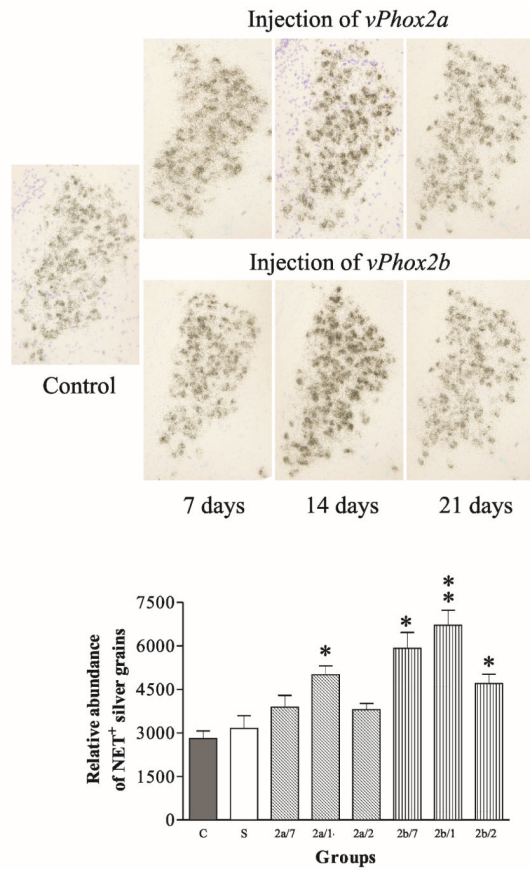 Injection of vPhox2a
Injection of vPhox2b
Control
7 days
14 days
21 days
*
*
*
*
*
Relative abundance
of NET+ silver grains
7500
6000
4500
3000
1500
0
C
S
2a/7
2a/1·
2a/2
2b/7
2b/1
2b/2
Groups